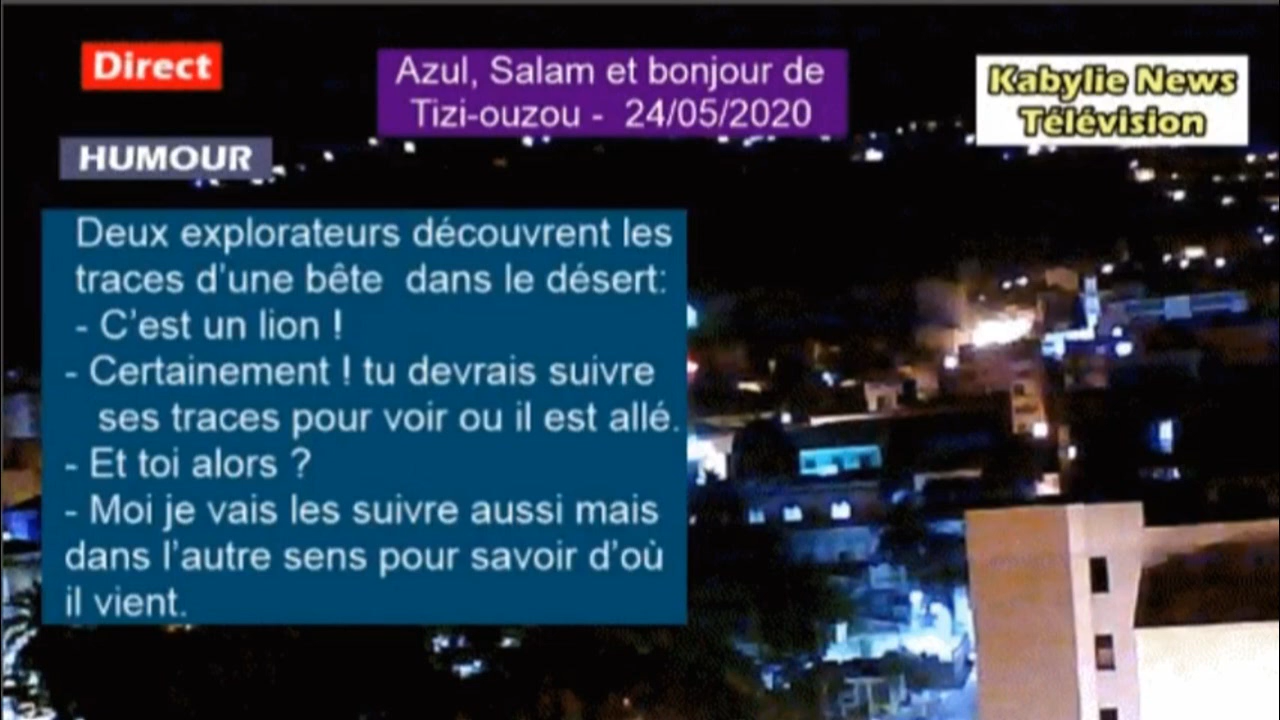 Direct
Azul, Salam et bonjour de
Tizi-ouzou - 24/05/2020
Kabylie News
Télévision
HUMOUR
Deux explorateurs découvrent les
traces d'une bête dans le désert:
- C'est un lion !
- Certainement ! tu devrais suivre
ses traces pour voir ou il est allé.
- Et toi alors ?
- Moi je vais les suivre aussi mais
dans l'autre sens pour savoir d'où
il vient.